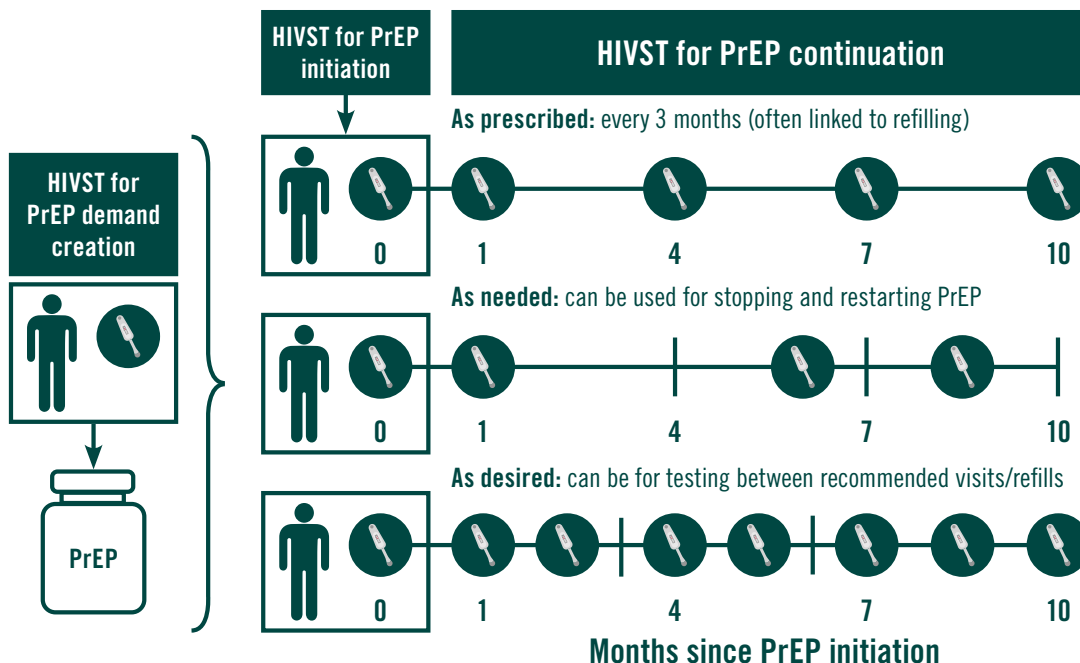 HIVST for
PrEP demand
creation
PrEP
HIVST for PrEP
initiation
HIVST for PrEP continuation
As prescribed: every 3 months (often linked to refilling)
0 1 4 7 10
As needed: can be used for stopping and restarting PrEP
0 1 4 7 10
As desired: can be for testing between recommended visits/refills
0 1 4 7 10
Months since PrEP initiation